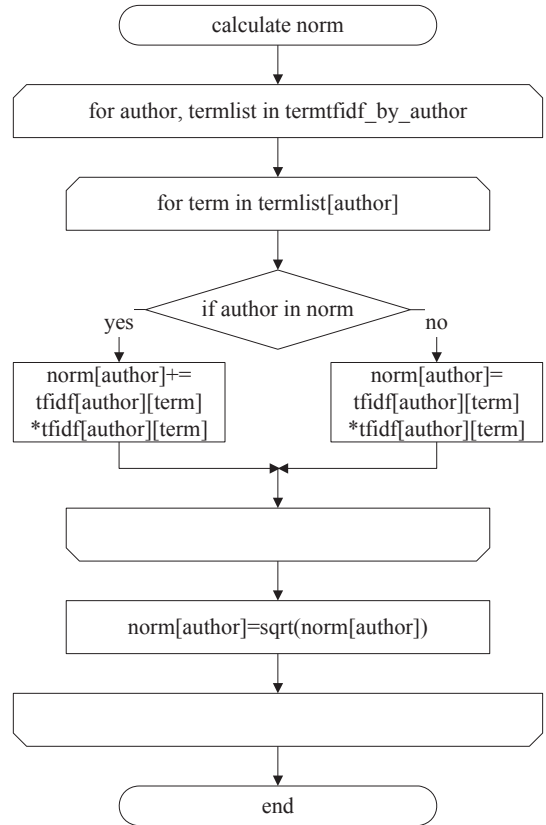 calculate norm
for author, termlist in termtfidf_by_author
for term in termlist[author]
if author in norm
yes
no
norm[author]+=
tfidf[author][term]
*tfidf[author][term]
norm[author]=
tfidf[author][term]
*tfidf[author][term]
norm[author]=sqrt(norm[author])
end